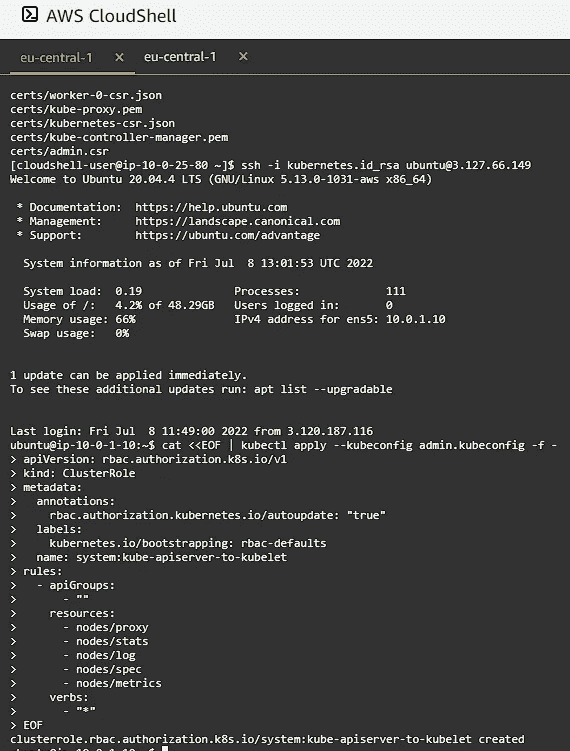 AWS CloudShell
eu-central-1 × eu-central-1 ×
certs/worker-0-csr.json
certs/kube-proxy.pem
certs/kubernetes-csr.json
certs/kube-controller-manager.pem
certs/admin.csr
[cloudshell-user@ip-10-0-25-80 ~]$ ssh -i kubernetes.id_rsa ubuntu@3.127.66.149
Welcome to Ubuntu 20.04.4 LTS (GNU/Linux 5.13.0-1031-aws x86_64)
* Documentation: https://help.ubuntu.com
* Management: https://landscape.canonical.com
* Support: https://ubuntu.com/advantage
System information as of Fri Jul 8 13:01:53 UTC 2022
System load: 0.19 Processes: 111
Usage of /: 4.2% of 48.29GB Users logged in: 0
Memory usage: 66% IPv4 address for ens5: 10.0.1.10
Swap usage: 0%
1 update can be applied immediately.
To see these additional updates run: apt list --upgradable
Last login: Fri Jul 8 11:49:00 2022 from 3.120.187.116
ubuntu@ip-10-0-1-10:~$ cat <<EOF | kubectl apply --kubeconfig admin.kubeconfig -f -
> apiVersion: rbac.authorization.k8s.io/v1
> kind: ClusterRole
> metadata:
>   annotations:
>     rbac.authorization.kubernetes.io/autoupdate: "true"
>   labels:
>     kubernetes.io/bootstrapping: rbac-defaults
>   name: system:kube-apiserver-to-kubelet
> rules:
>   - apiGroups:
>       - ""
>     resources:
>       - nodes/proxy
>       - nodes/stats
>       - nodes/log
>       - nodes/spec
>       - nodes/metrics
>     verbs:
>       - "*"
> EOF
clusterrole.rbac.authorization.k8s.io/system:kube-apiserver-to-kubelet created